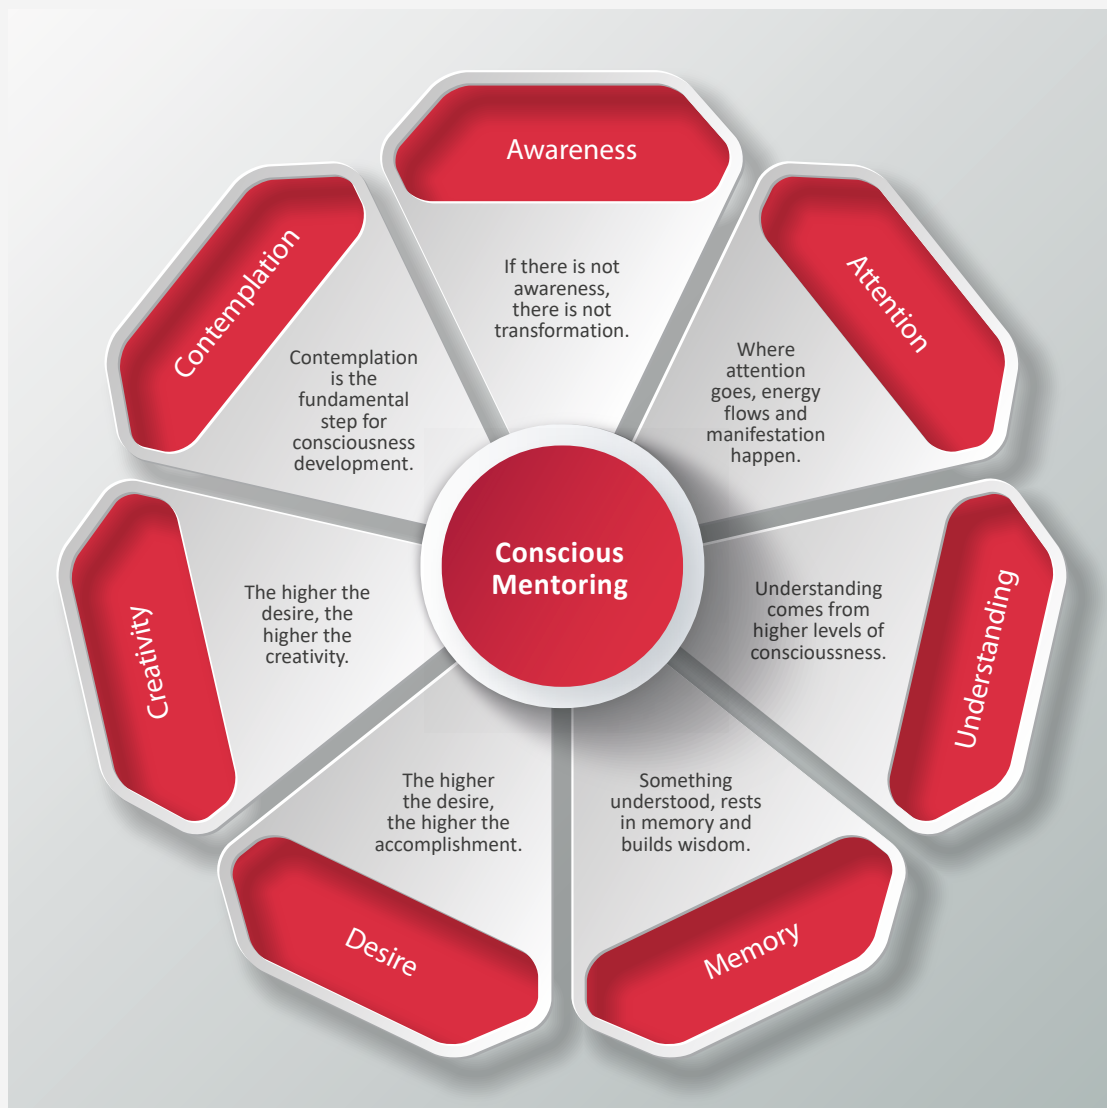 Awareness
If there is not
awareness,
there is not
transformation.
Attention
Where
attention
goes, energy
flows and
manifestation
happen.
Understanding
Understanding
comes from
higher levels of
consioussness.
Memory
Something
understood, rests
in memory and
builds wisdom.
Desire
The higher
the desire,
the higher the
accomplishment.
Creativity
The higher the
desire, the
higher the
creativity.
Contemplation
Contemplation
is the
fundamental
step for
consciousness
development.
Conscious
Mentoring